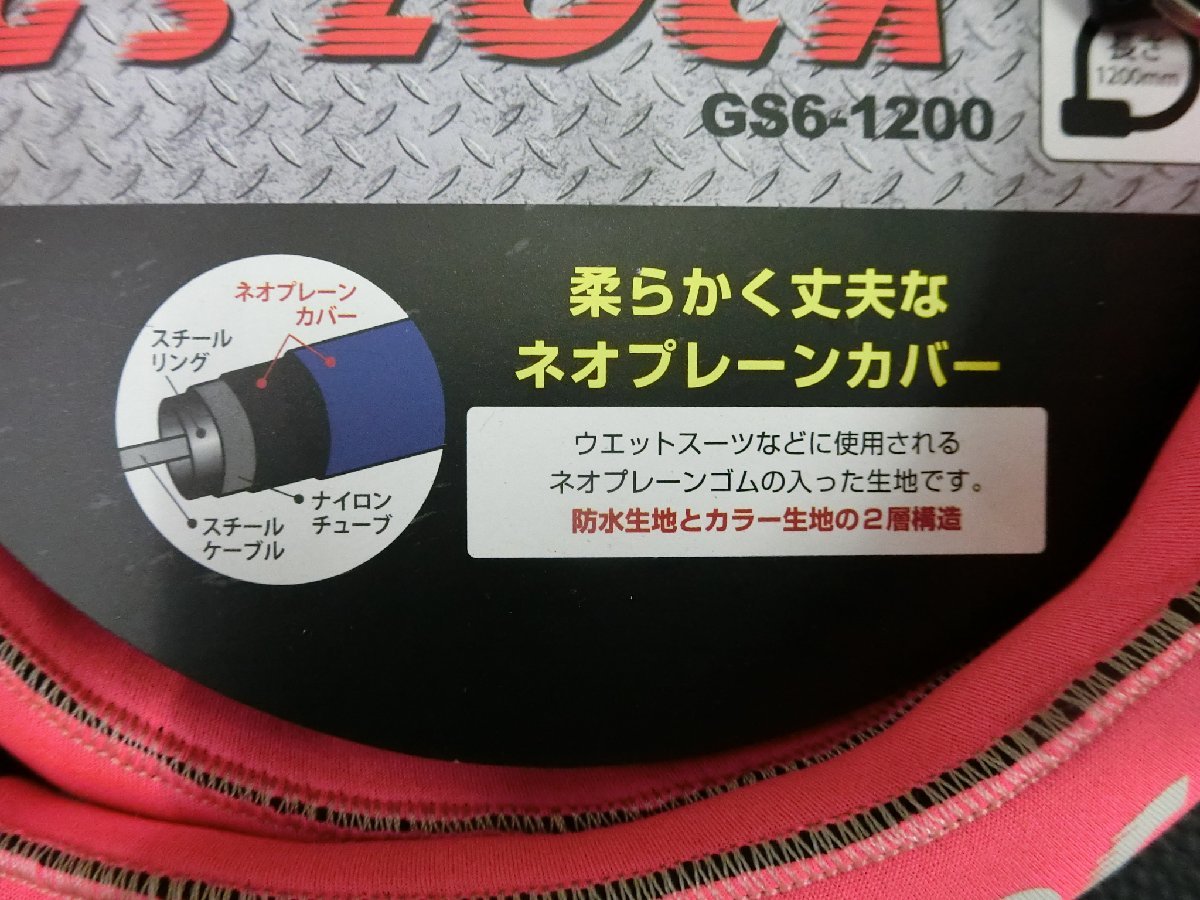 LOCK
長さ
1200mm
GS6-1200
ネオプレーン
カバー
スチール
リング
ナイロン
チューブ
スチール
ケーブル
柔らかく丈夫な
ネオプレーンカバー
ウエットスーツなどに使用される
ネオプレーンゴムの入った生地です。
防水生地とカラー生地の2層構造